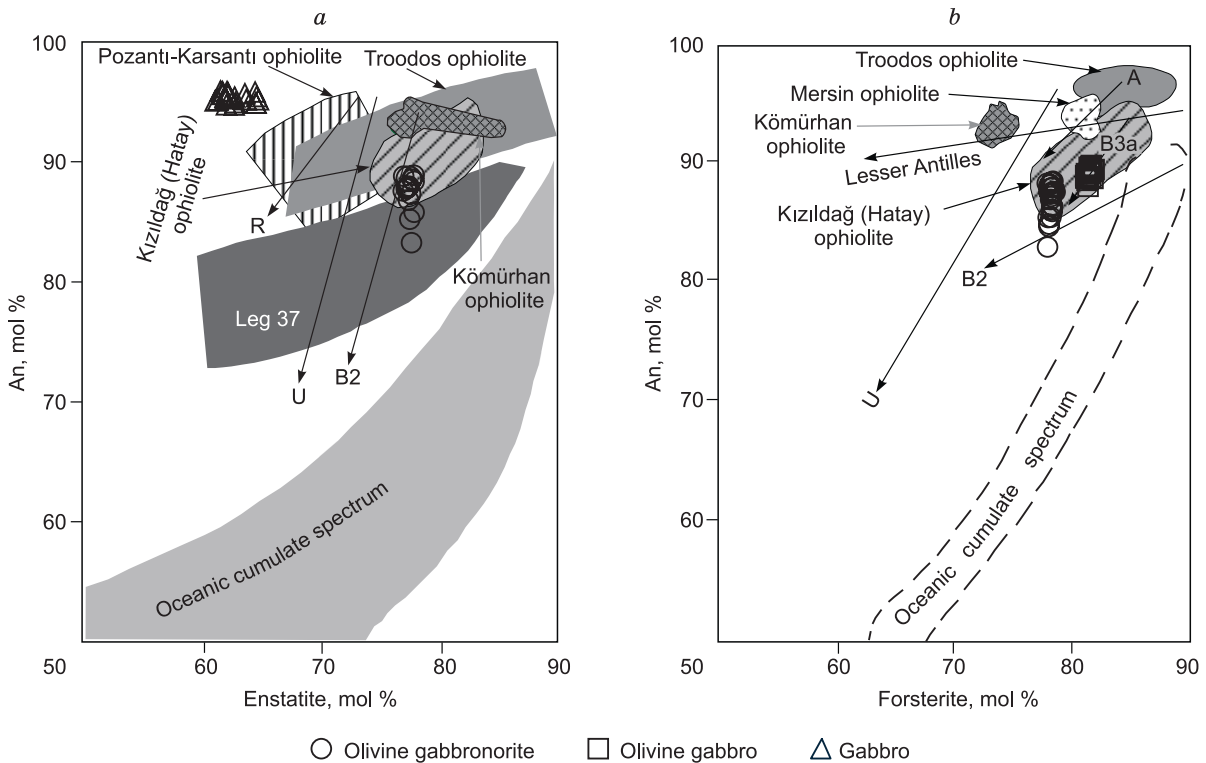 a
b
100
90
80
70
60
50
An, mol %
60
70
80
90
Enstatite, mol %
Pozantı-Karsantı ophiolite
Troodos ophiolite
Kızıldağ (Hatay)
ophiolite
R
Kömürhan
ophiolite
Leg 37
U
B2
Oceanic cumulate spectrum
100
90
80
70
60
50
An, mol %
60
70
80
90
Forsterite, mol %
Troodos ophiolite
A
Mersin ophiolite
Kömürhan
ophiolite
B3a
Lesser Antilles
Kızıldağ (Hatay)
ophiolite
B2
U
Oceanic cumulate spectrum
Olivine gabbronorite
Olivine gabbro
Gabbro